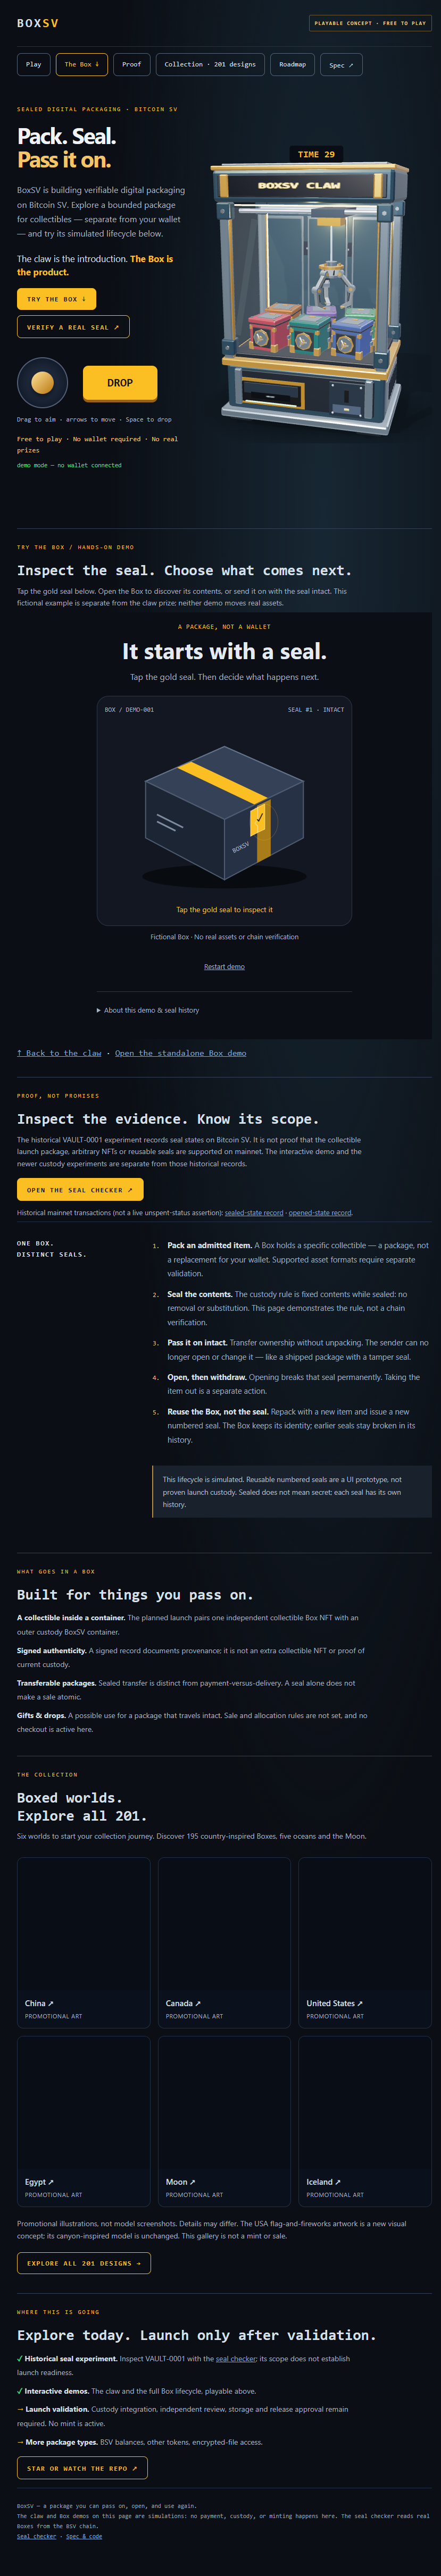 BOXSV
PLAYABLE CONCEPT · FREE TO PLAY
Play
The Box ↓
Proof
Collection · 201 designs
Roadmap
Spec ↗
SEALED DIGITAL PACKAGING · BITCOIN SV
Pack. Seal.
Pass it on.
BoxSV is building verifiable digital packaging
on Bitcoin SV. Explore a bounded package
for collectibles — separate from your wallet
— and try its simulated lifecycle below.
The claw is the introduction. The Box is
the product.
TRY THE BOX ↓
VERIFY A REAL SEAL ↗
DROP
Drag to aim · arrows to move · Space to drop
Free to play · No wallet required · No real
prizes
demo mode — no wallet connected
TIME 29
BOXSV CLAW
TRY THE BOX / HANDS-ON DEMO
Inspect the seal. Choose what comes next.
Tap the gold seal below. Open the Box to discover its contents, or send it on with the seal intact. This
fictional example is separate from the claw prize; neither demo moves real assets.
A PACKAGE, NOT A WALLET
It starts with a seal.
Tap the gold seal. Then decide what happens next.
BOX / DEMO-001
SEAL #1 · INTACT
✓
BOXSV
Tap the gold seal to inspect it
Fictional Box · No real assets or chain verification
Restart demo
▶ About this demo & seal history
↑ Back to the claw · Open the standalone Box demo
PROOF, NOT PROMISES
Inspect the evidence. Know its scope.
The historical VAULT-0001 experiment records seal states on Bitcoin SV. It is not proof that the collectible
launch package, arbitrary NFTs or reusable seals are supported on mainnet. The interactive demo and the
newer custody experiments are separate from those historical records.
OPEN THE SEAL CHECKER ↗
Historical mainnet transactions (not a live unspent-status assertion): sealed-state record · opened-state record.
ONE BOX.
DISTINCT SEALS.
1. Pack an admitted item. A Box holds a specific collectible — a package, not
a replacement for your wallet. Supported asset formats require separate
validation.
2. Seal the contents. The custody rule is fixed contents while sealed: no
removal or substitution. This page demonstrates the rule, not a chain
verification.
3. Pass it on intact. Transfer ownership without unpacking. The sender can no
longer open or change it — like a shipped package with a tamper seal.
4. Open, then withdraw. Opening breaks that seal permanently. Taking the
item out is a separate action.
5. Reuse the Box, not the seal. Repack with a new item and issue a new
numbered seal. The Box keeps its identity; earlier seals stay broken in its
history.
This lifecycle is simulated. Reusable numbered seals are a UI prototype, not
proven launch custody. Sealed does not mean secret; each seal has its own
history.
WHAT GOES IN A BOX
Built for things you pass on.
A collectible inside a container. The planned launch pairs one independent collectible Box NFT with an
outer custody BoxSV container.
Signed authenticity. A signed record documents provenance; it is not an extra collectible NFT or proof of
current custody.
Transferable packages. Sealed transfer is distinct from payment-versus-delivery. A seal alone does not
make a sale atomic.
Gifts & drops. A possible use for a package that travels intact. Sale and allocation rules are not set, and no
checkout is active here.
THE COLLECTION
Boxed worlds.
Explore all 201.
Six worlds to start your collection journey. Discover 195 country-inspired Boxes, five oceans and the Moon.
China ↗
PROMOTIONAL ART
Canada ↗
PROMOTIONAL ART
United States ↗
PROMOTIONAL ART
Egypt ↗
PROMOTIONAL ART
Moon ↗
PROMOTIONAL ART
Iceland ↗
PROMOTIONAL ART
Promotional illustrations, not model screenshots. Details may differ. The USA flag-and-fireworks artwork is a new visual
concept; its canyon-inspired model is unchanged. This gallery is not a mint or sale.
EXPLORE ALL 201 DESIGNS →
WHERE THIS IS GOING
Explore today. Launch only after validation.
✓ Historical seal experiment. Inspect VAULT-0001 with the seal checker; its scope does not establish
launch readiness.
✓ Interactive demos. The claw and the full Box lifecycle, playable above.
→ Launch validation. Custody integration, independent review, storage and release approval remain
required. No mint is active.
→ More package types. BSV balances, other tokens, encrypted-file access.
STAR OR WATCH THE REPO ↗
BoxSV — a package you can pass on, open, and use again.
The claw and Box demos on this page are simulations: no payment, custody, or minting happens here. The seal checker reads real
Boxes from the BSV chain.
Seal checker · Spec & code